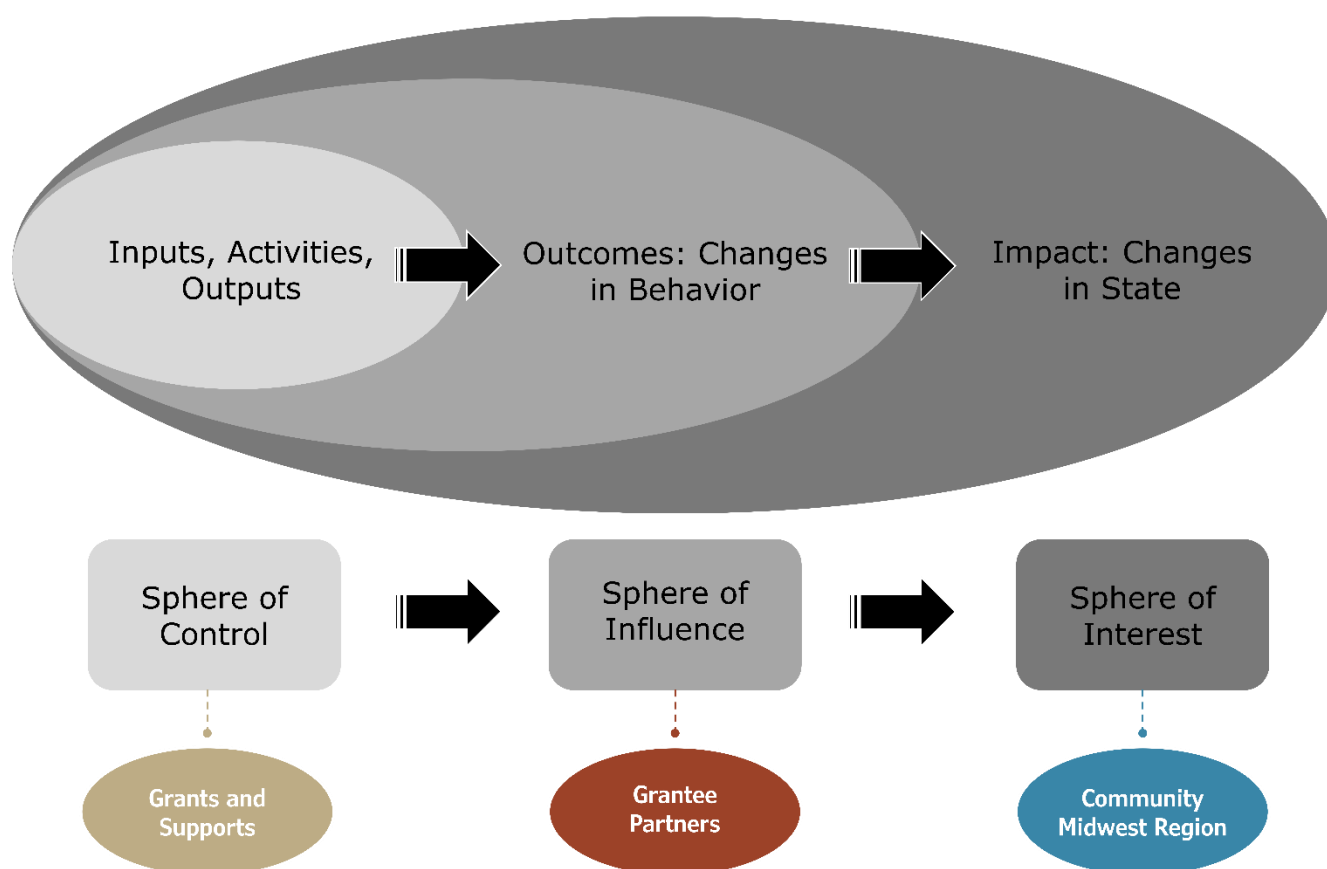 Inputs, Activities,
Outputs
Outcomes: Changes
in Behavior
Impact: Changes
in State
Sphere of
Control
Sphere of
Influence
Sphere of
Interest
Grants and
Supports
Grantee
Partners
Community
Midwest Region